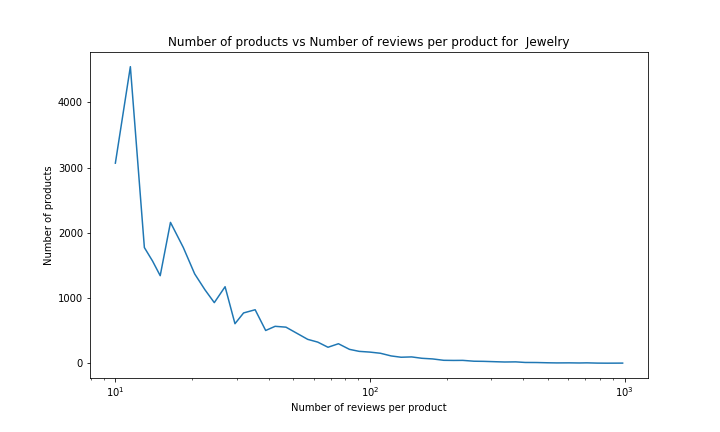 Number of products vs Number of reviews per product for  Jewelry
Number of products
4000
3000
2000
1000
0
10¹
10²
10³
Number of reviews per product